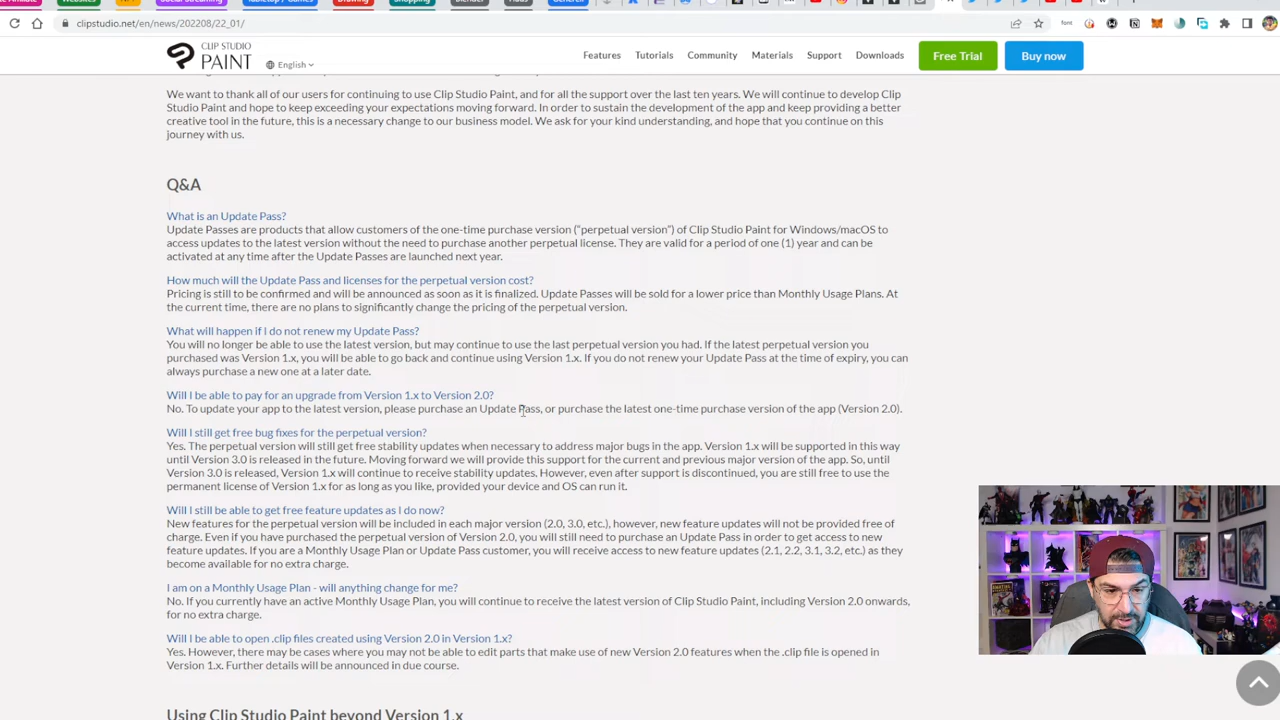 clipstudio.net/en/news/202208/22_01/
CLIP STUDIO PAINT
English
Features Tutorials Community Materials Support Downloads Free Trial Buy now
We want to thank all of our users for continuing to use Clip Studio Paint, and for all the support over the last ten years. We will continue to develop Clip
Studio Paint and hope to keep exceeding your expectations moving forward. In order to sustain the development of the app and keep providing a better
creative tool in the future, this is a necessary change to our business model. We ask for your kind understanding, and hope that you continue on this
journey with us.
Q&A
What is an Update Pass?
Update Passes are products that allow customers of the one-time purchase version ("perpetual version") of Clip Studio Paint for Windows/macOS to
access updates to the latest version without the need to purchase another perpetual license. They are valid for a period of one (1) year and can be
activated at any time after the Update Passes are launched next year.
How much will the Update Pass and licenses for the perpetual version cost?
Pricing is still to be confirmed and will be announced as soon as it is finalized. Update Passes will be sold for a lower price than Monthly Usage Plans. At
the current time, there are no plans to significantly change the pricing of the perpetual version.
What will happen if I do not renew my Update Pass?
You will no longer be able to use the latest version, but may continue to use the last perpetual version you had. If the latest perpetual version you
purchased was Version 1.x, you will be able to go back and continue using Version 1.x. If you do not renew your Update Pass at the time of expiry, you can
always purchase a new one at a later date.
Will I be able to pay for an upgrade from Version 1.x to Version 2.0?
No. To update your app to the latest version, please purchase an Update Pass, or purchase the latest one-time purchase version of the app (Version 2.0).
Will I still get free bug fixes for the perpetual version?
Yes. The perpetual version will still get free stability updates when necessary to address major bugs in the app. Version 1.x will be supported in this way
until Version 3.0 is released in the future. Moving forward we will provide this support for the current and previous major version of the app. So, until
Version 3.0 is released, Version 1.x will continue to receive stability updates. However, even after support is discontinued, you are still free to use the
permanent license of Version 1.x for as long as you like, provided your device and OS can run it.
Will I still be able to get free feature updates as I do now?
New features for the perpetual version will be included in each major version (2.0, 3.0, etc.), however, new feature updates will not be provided free of
charge. Even if you have purchased the perpetual version of Version 2.0, you will still need to purchase an Update Pass in order to get access to new
feature updates. If you are a Monthly Usage Plan or Update Pass customer, you will receive access to new feature updates (2.1, 2.2, 3.1, 3.2, etc.) as they
become available for no extra charge.
I am on a Monthly Usage Plan - will anything change for me?
No. If you currently have an active Monthly Usage Plan, you will continue to receive the latest version of Clip Studio Paint, including Version 2.0 onwards,
for no extra charge.
Will I be able to open .clip files created using Version 2.0 in Version 1.x?
Yes. However, there may be cases where you may not be able to edit parts that make use of new Version 2.0 features when the .clip file is opened in
Version 1.x. Further details will be announced in due course.
Using Clip Studio Paint beyond Version 1.x